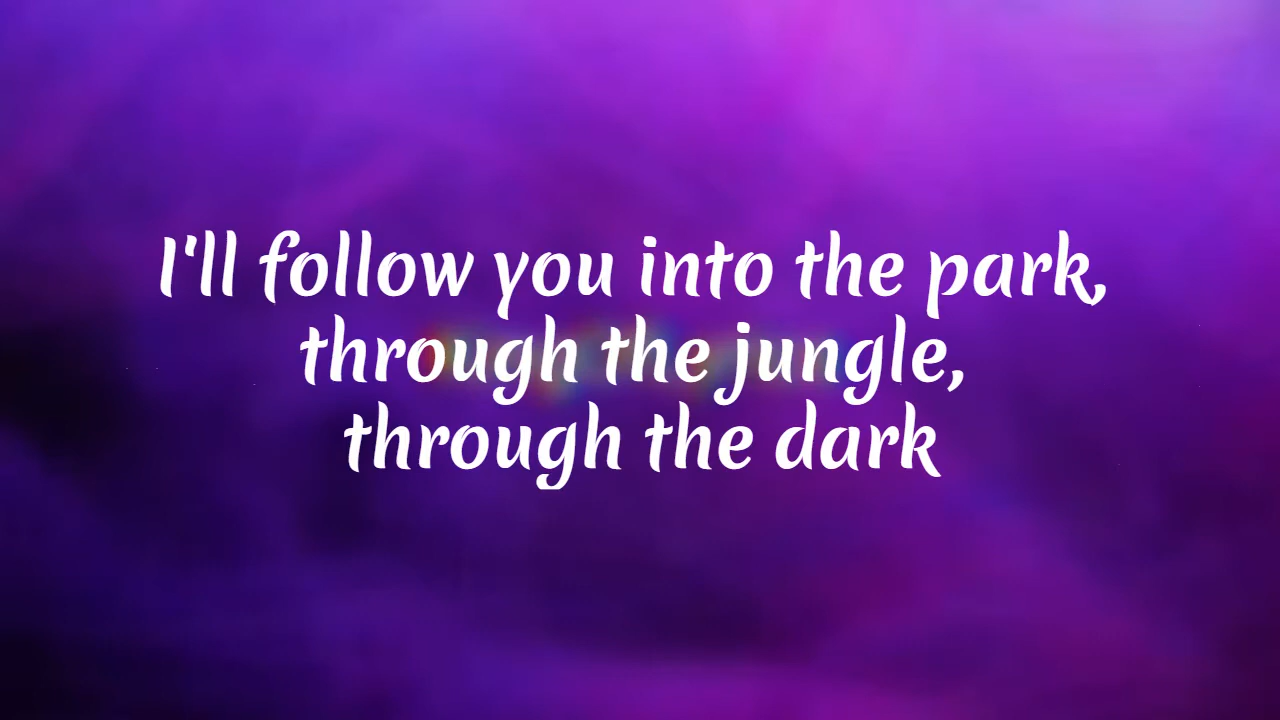 I'll follow you into the park,
through the jungle,
through the dark